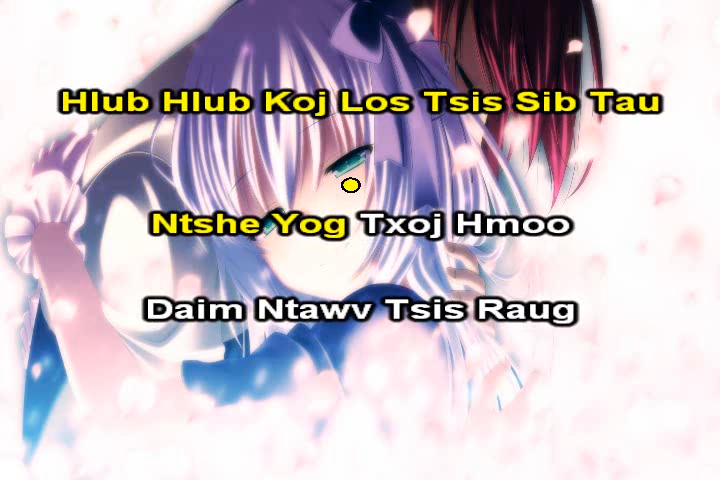 Hlub Hlub Koj Los Tsis Sib Tau
Ntshe Yog Txoj Hmoo
Daim Ntawv Tsis Raug